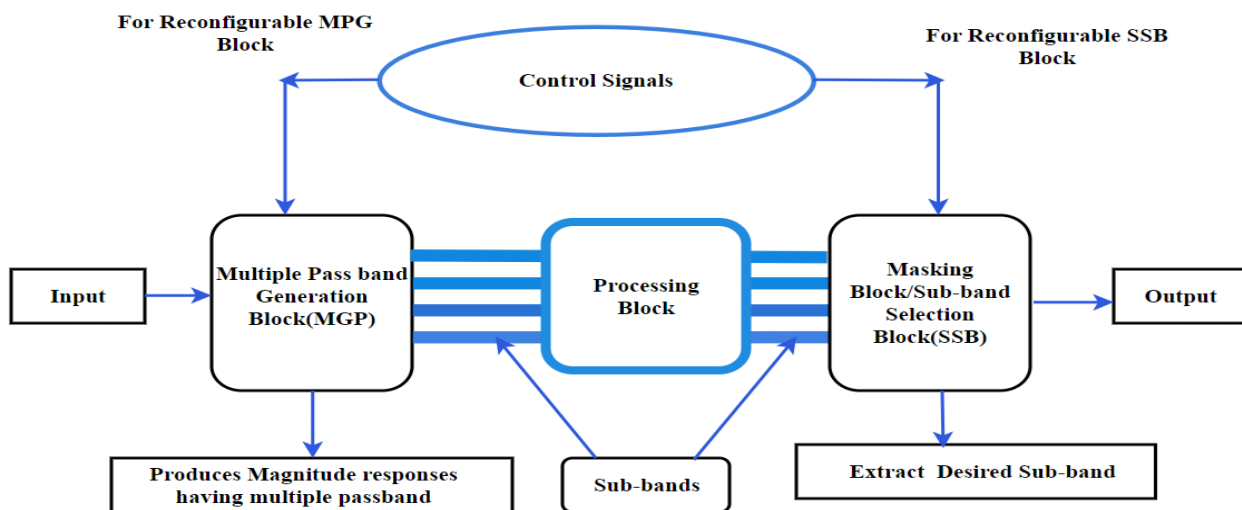 For Reconfigurable MPG
Block
For Reconfigurable SSB
Block
Control Signals
Input
Multiple Pass band
Generation
Block(MGP)
Processing
Block
Masking
Block/Sub-band
Selection
Block(SSB)
Output
Produces Magnitude responses
having multiple passband
Sub-bands
Extract Desired Sub-band